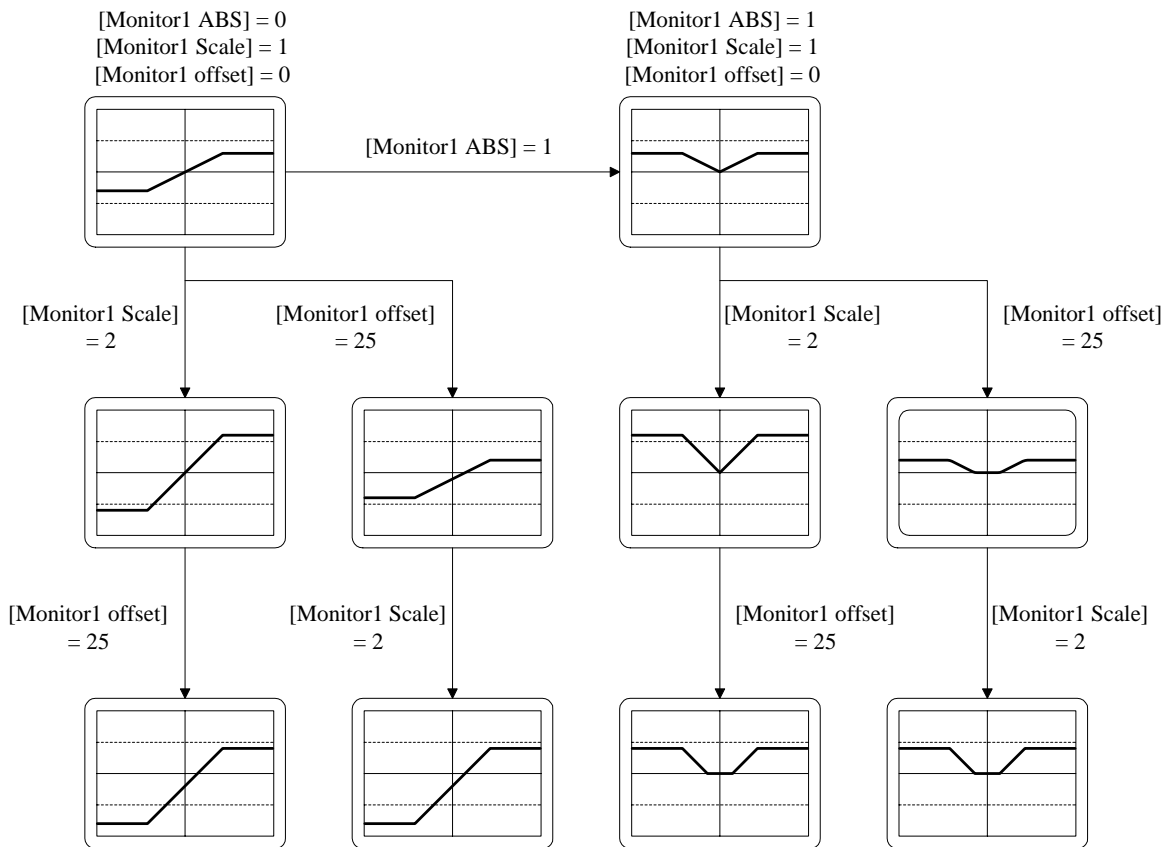 [Monitor1 ABS] = 0
[Monitor1 Scale] = 1
[Monitor1 offset] = 0
[Monitor1 ABS] = 1
[Monitor1 Scale] = 1
[Monitor1 offset] = 0
[Monitor1 ABS] = 1
[Monitor1 Scale]
= 2
[Monitor1 offset]
= 25
[Monitor1 Scale]
= 2
[Monitor1 offset]
= 25
[Monitor1 offset]
= 25
[Monitor1 Scale]
= 2
[Monitor1 offset]
= 25
[Monitor1 Scale]
= 2